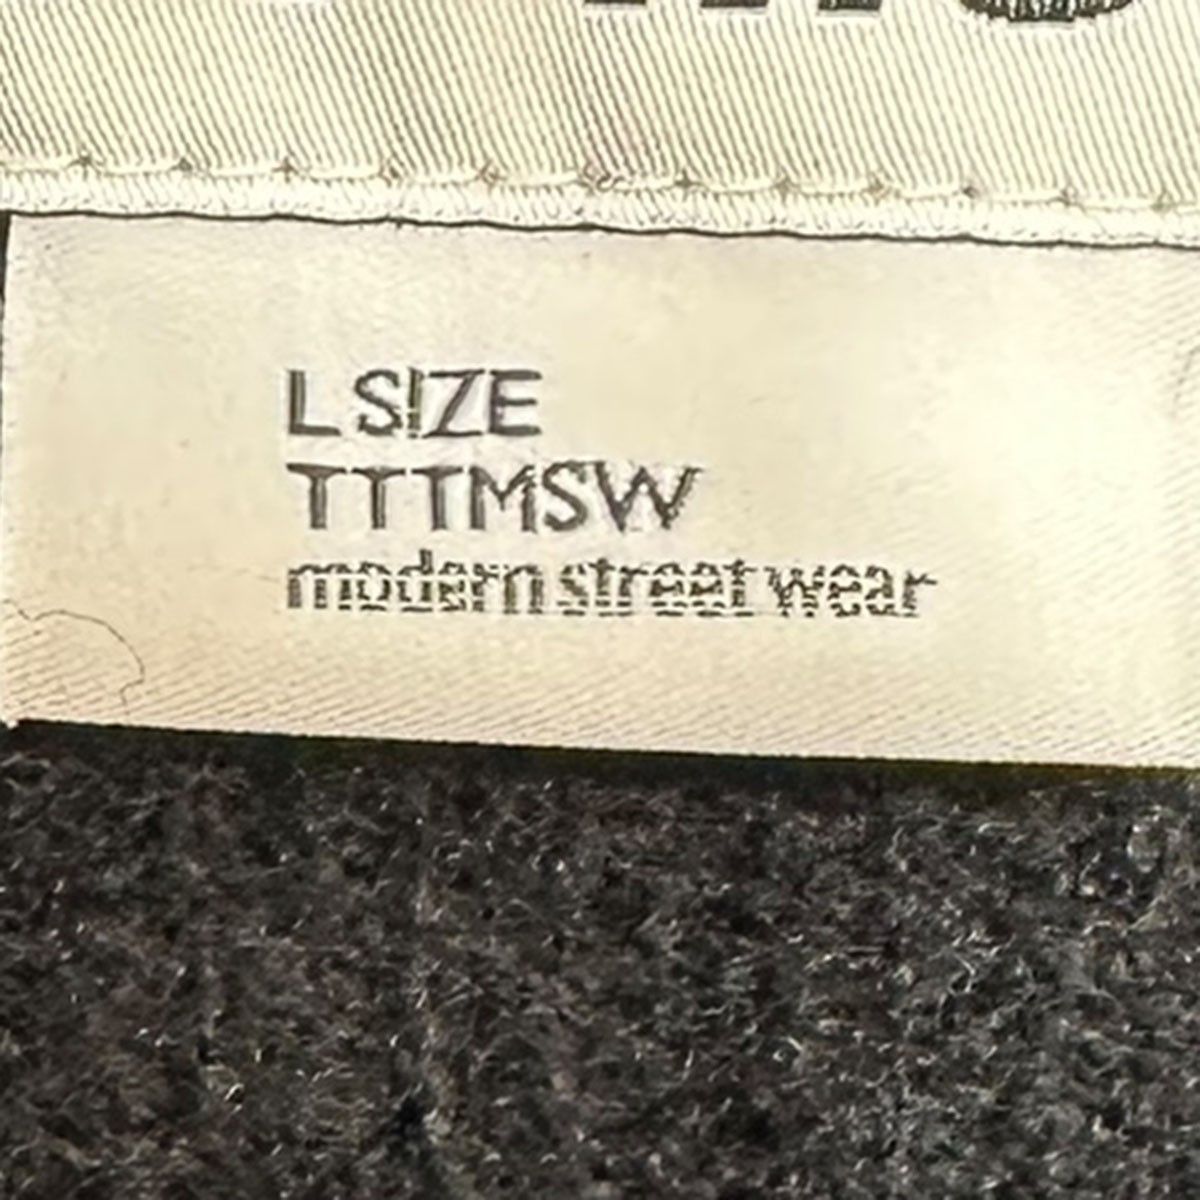 L SIZE
TTTMSW
modern street wear